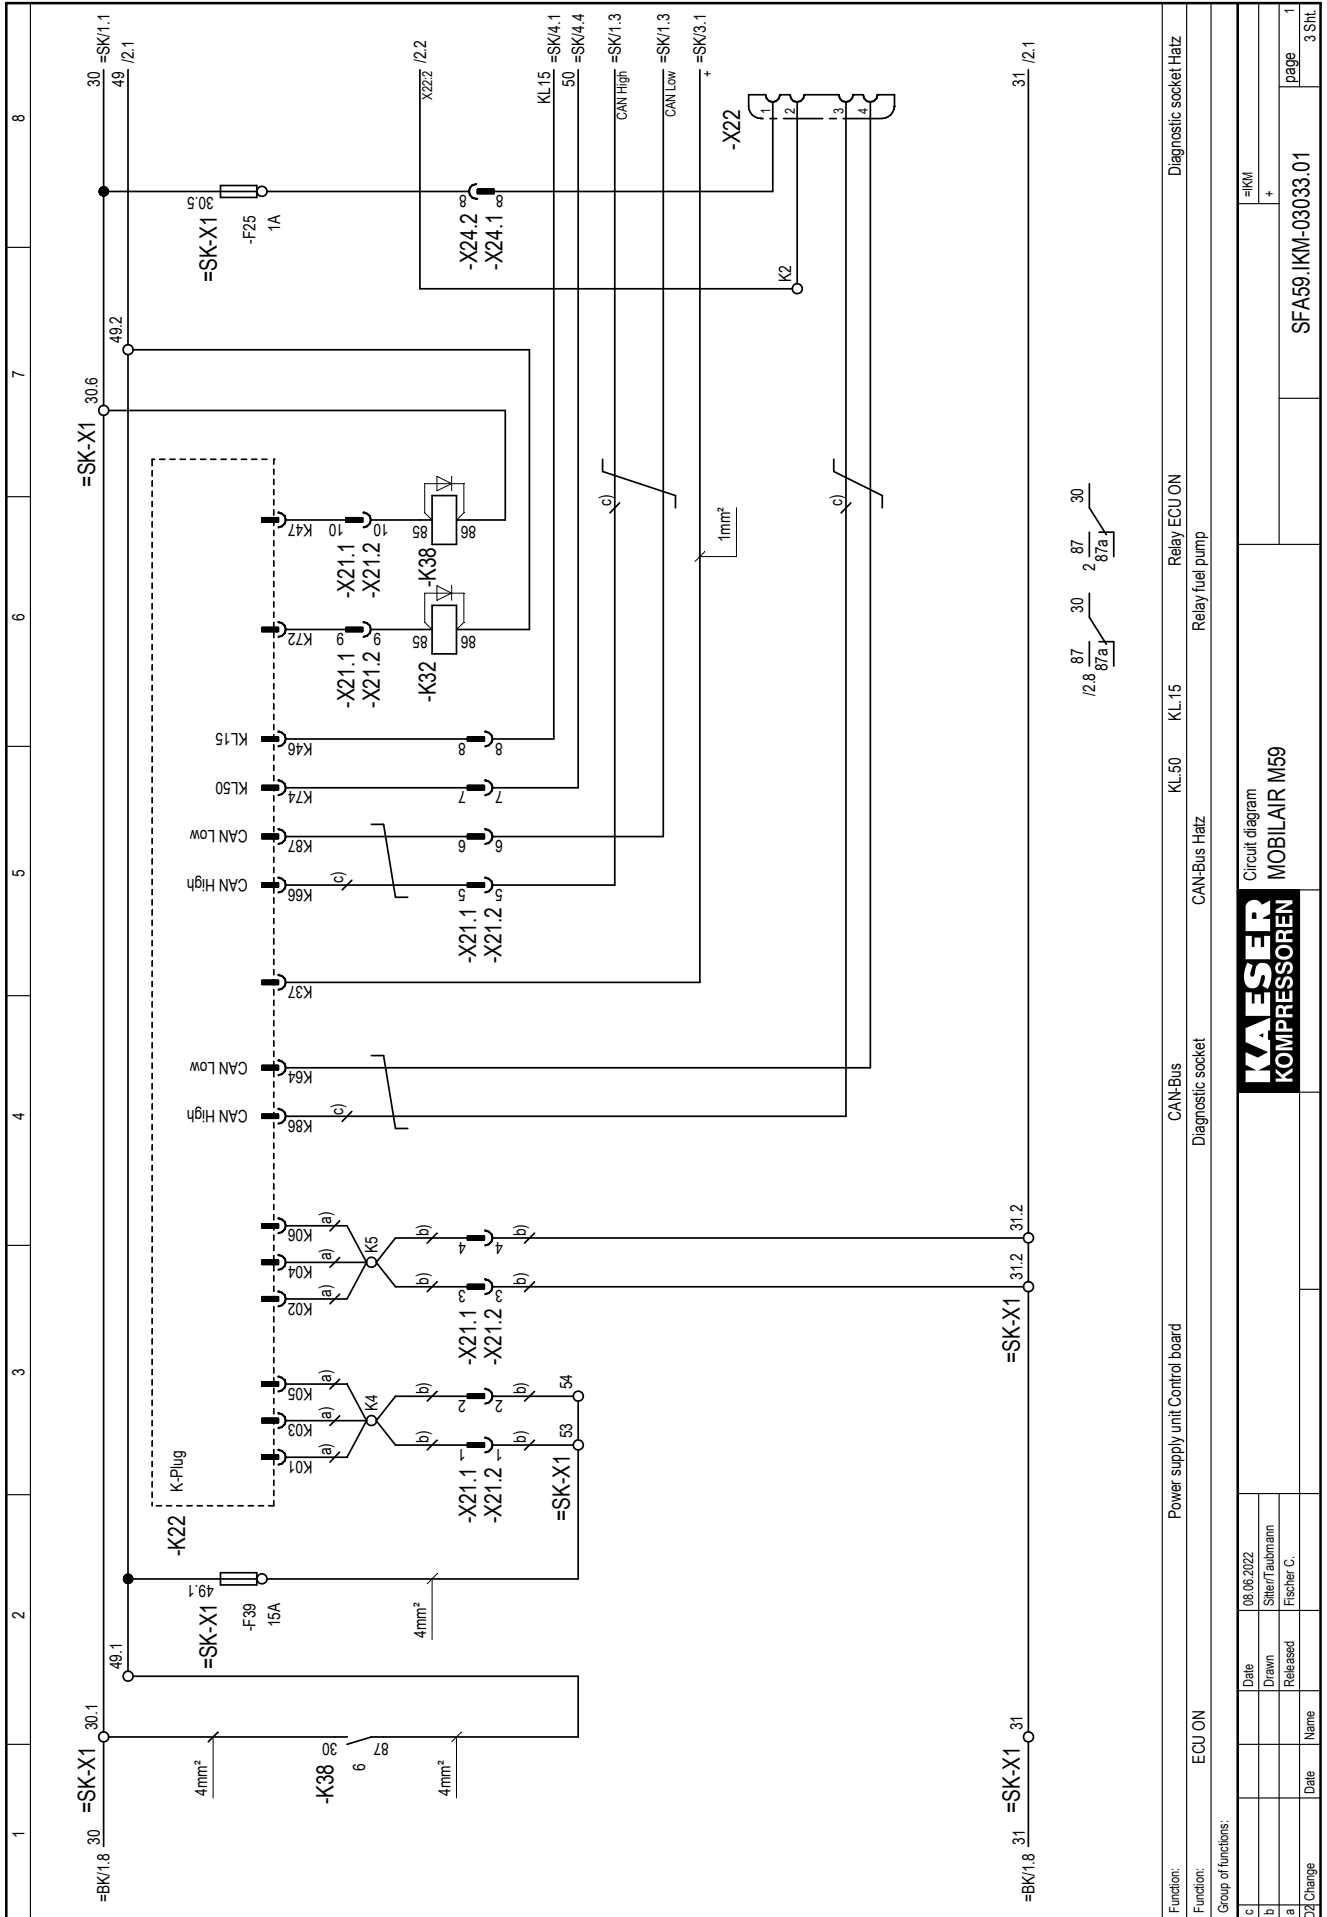 1
2
3
4
5
6
7
8
=BK/1.8
30
=SK-X1
30.1
=SK-X1
30.6
30
=SK/1.1
49.1
49.2
49
/2.1
4mm²
-K38
30
6
87
4mm²
=SK-X1
49.1
-F39
15A
4mm²
-K22
K-Plug
K01
K03
K05
K02
K04
K06
a)
a)
a)
a)
a)
a)
K4
K5
b)
b)
b)
b)
-X21.1
-X21.2
1
1
2
2
-X21.1
-X21.2
3
3
4
4
b)
b)
b)
b)
=SK-X1
53
54
CAN High
CAN Low
K86
K64
c)
K37
CAN High
CAN Low
KL50
KL15
K66
K87
K74
K46
c)
-X21.1
-X21.2
5
5
6
6
7
7
8
8
K72
K47
-X21.1
-X21.2
9
9
-X21.1
-X21.2
10
10
-K32
85
86
-K38
85
86
=SK-X1
30.5
-F25
1A
-X24.2
-X24.1
8
8
X22:2
/2.2
KL15
=SK/4.1
50
=SK/4.4
CAN High
=SK/1.3
CAN Low
=SK/1.3
+
=SK/3.1
c)
c)
1mm²
K2
-X22
1
2
3
4
=BK/1.8
31
=SK-X1
31
=SK-X1
31.2
31.2
31
/2.1
/2.8
87
87a
30
2
87
87a
30
Function:
Power supply unit Control board
CAN-Bus
KL.50
KL.15
Relay ECU ON
Diagnostic socket Hatz
Function:
ECU ON
Diagnostic socket
CAN-Bus Hatz
Relay fuel pump
Group of functions:
c
b
a
D2
Change
Date
Name
Date
08.06.2022
Drawn
Sitter/Taubmann
Released
Fischer C.
KAESER
KOMPRESSOREN
Circuit diagram
MOBILAIR M59
=IKM
+
SFA59.IKM-03033.01
page
1
3 Sht.